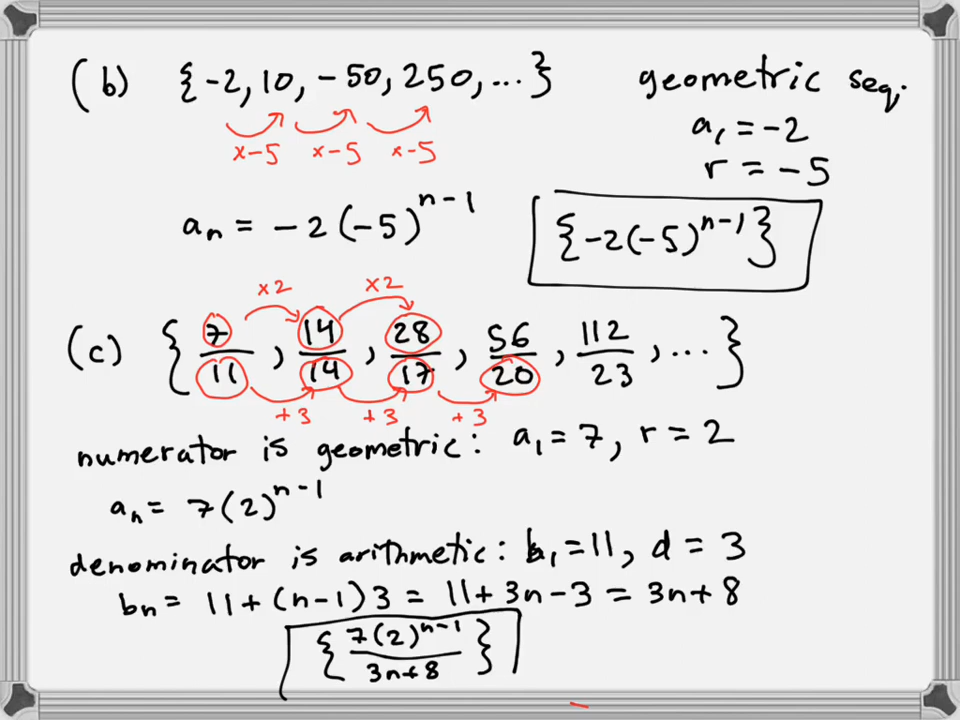 (b) {-2, 10, -50, 250, ...} geometric seq.
x-5 x-5 x-5
a₁ = -2
r = -5
aₙ = -2(-5)ⁿ⁻¹ {-2(-5)ⁿ⁻¹}
x2 x2
(c) {7/11, 14/14, 28/17, 56/20, 112/23, ...}
+3 +3 +3
numerator is geometric: a₁ = 7, r = 2
aₙ = 7(2)ⁿ⁻¹
denominator is arithmetic: b₁ = 11, d = 3
bₙ = 11 + (n-1)3 = 11 + 3n - 3 = 3n + 8
{7(2)ⁿ⁻¹/3n+8}